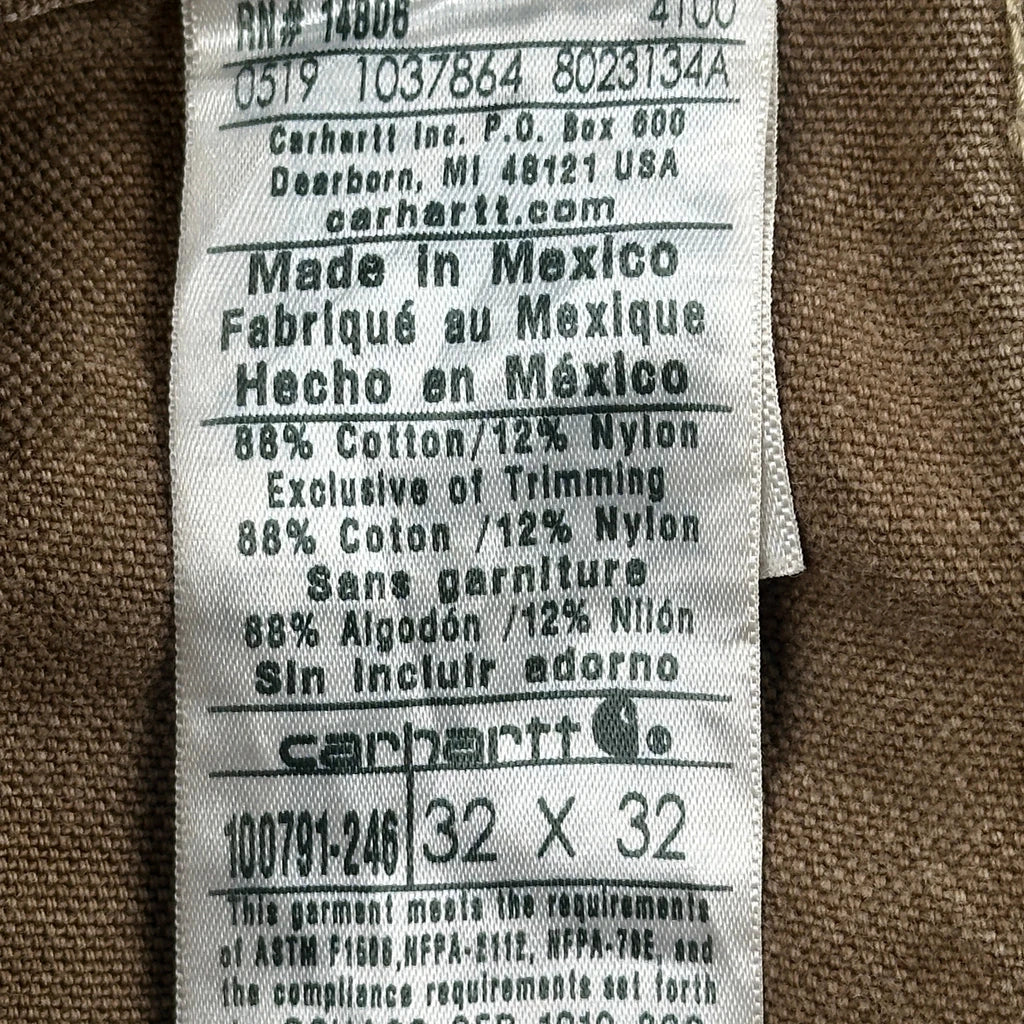 RN# 14806 4100
0519 1037864 8023134A
Carhartt Inc. P.O. Box 600
Dearborn, MI 48121 USA
carhartt.com
Made in Mexico
Fabriqué au Mexique
Hecho en México
88% Cotton/12% Nylon
Exclusive of Trimming
88% Coton /12% Nylon
Sans garniture
88% Algodón /12% Nilón
Sin incluir adorno
carhartt ®
100791-246 32 X 32
This garment meets the requirements
of ASTM F1506, NFPA-2112, NFPA-70E, and
the compliance requirements set forth
CFR 1910